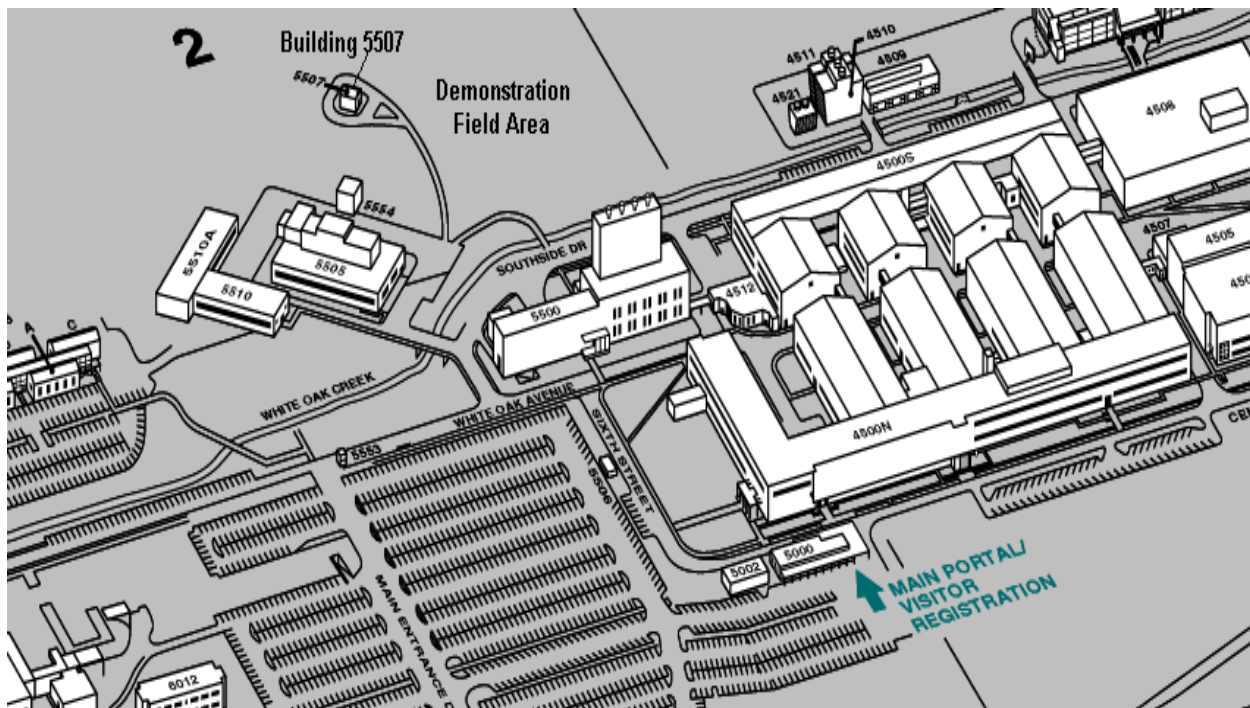 2
Building 5507
5507
Demonstration
Field Area
4510
4511
4509
4521
4508
4500S
5554
5510A
5505
5510
SOUTHSIDE DR
4507
4505
4512
5500
A
C
WHITE OAK CREEK
WHITE OAK AVENUE
4500N
SIXTH STREET
5553
5506
5000
5002
MAIN PORTAL/
VISITOR
REGISTRATION
MAIN ENTRANCE
6012